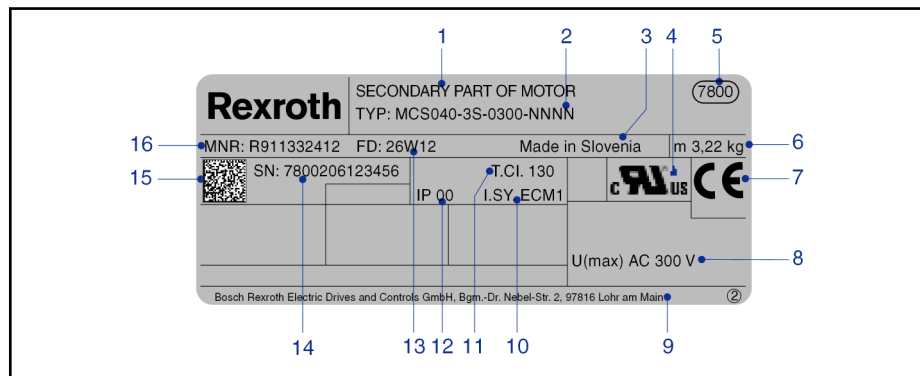 1 2 3 4 5
SECONDARY PART OF MOTOR 7800
Rexroth
TYP: MCS040-3S-0300-NNNN
16 MNR: R911332412 FD: 26W12 Made in Slovenia m 3,22 kg 6
15 SN: 7800206123456 T.CI. 130 c RU US CE 7
IP 00 I.SY. ECM1
U(max) AC 300 V 8
Bosch Rexroth Electric Drives and Controls GmbH, Bgm.-Dr. Nebel-Str. 2, 97816 Lohr am Main ②
14 13 12 11 10 9